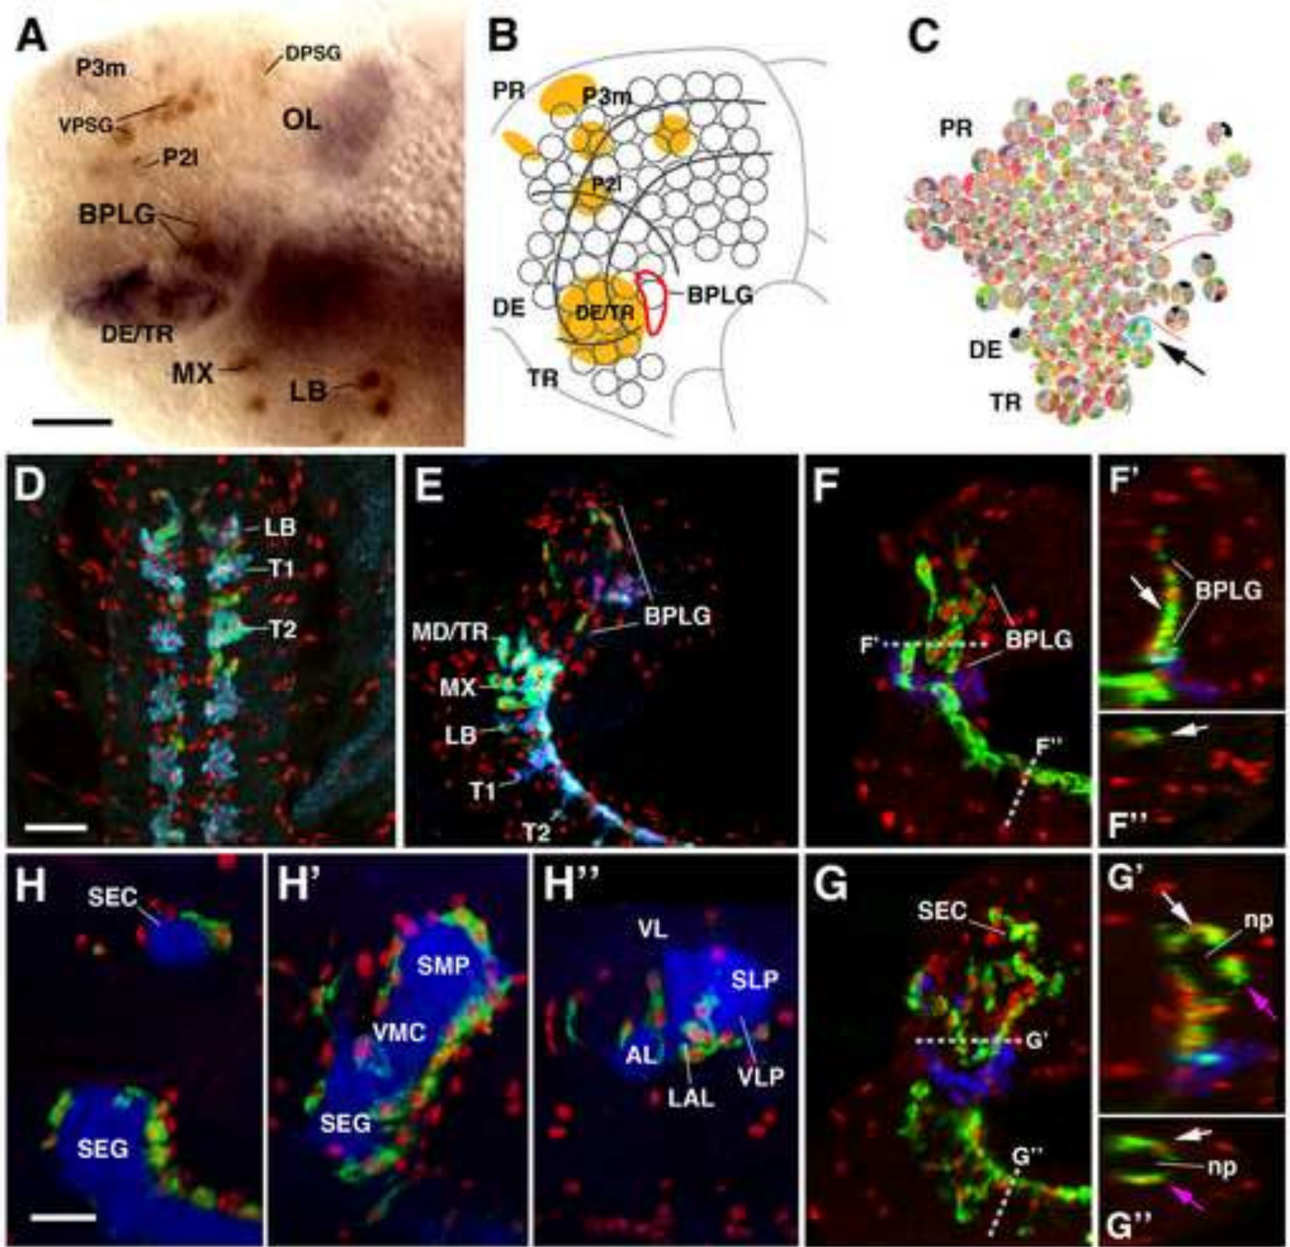 A
P3m
DPSG
VPSG
OL
P2l
BPLG
DE/TR
MX
LB
B
PR
P3m
P2l
DE
DE/TR
BPLG
TR
C
PR
DE
TR
D
LB
T1
T2
E
BPLG
MD/TR
MX
LB
T1
T2
F
BPLG
F'
F''
F'
BPLG
F''
H
SEC
SEG
H'
SMP
VMC
SEG
H''
VL
SLP
AL
VLP
LAL
G
SEC
G'
G''
G'
np
np
G''